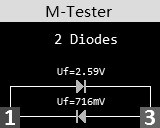 M-Tester
2 Diodes
Uf=2.59V
Uf=716mV
1 3